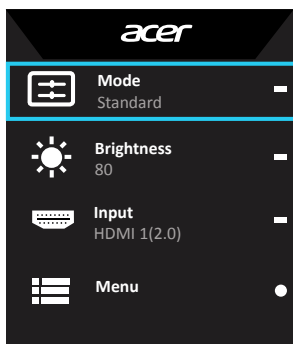 acer
Mode
Standard
Brightness
80
Input
HDMI 1(2.0)
Menu